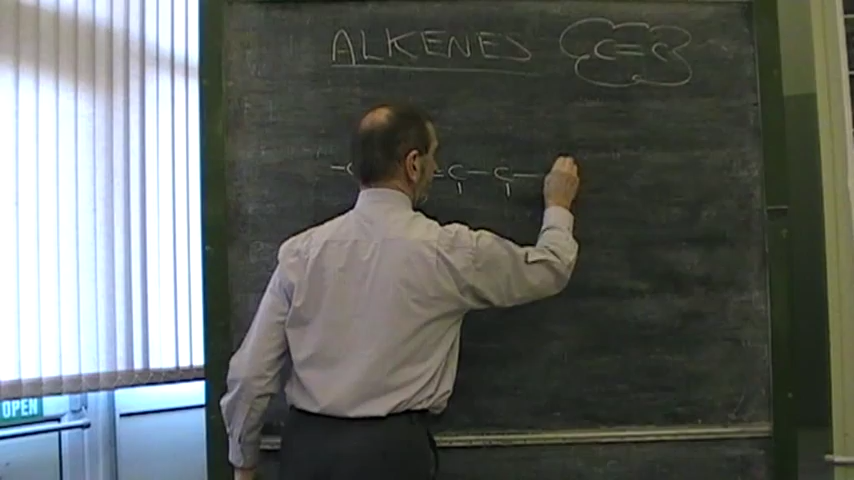 ALKENES
C=C
-C =C-C-
OPEN